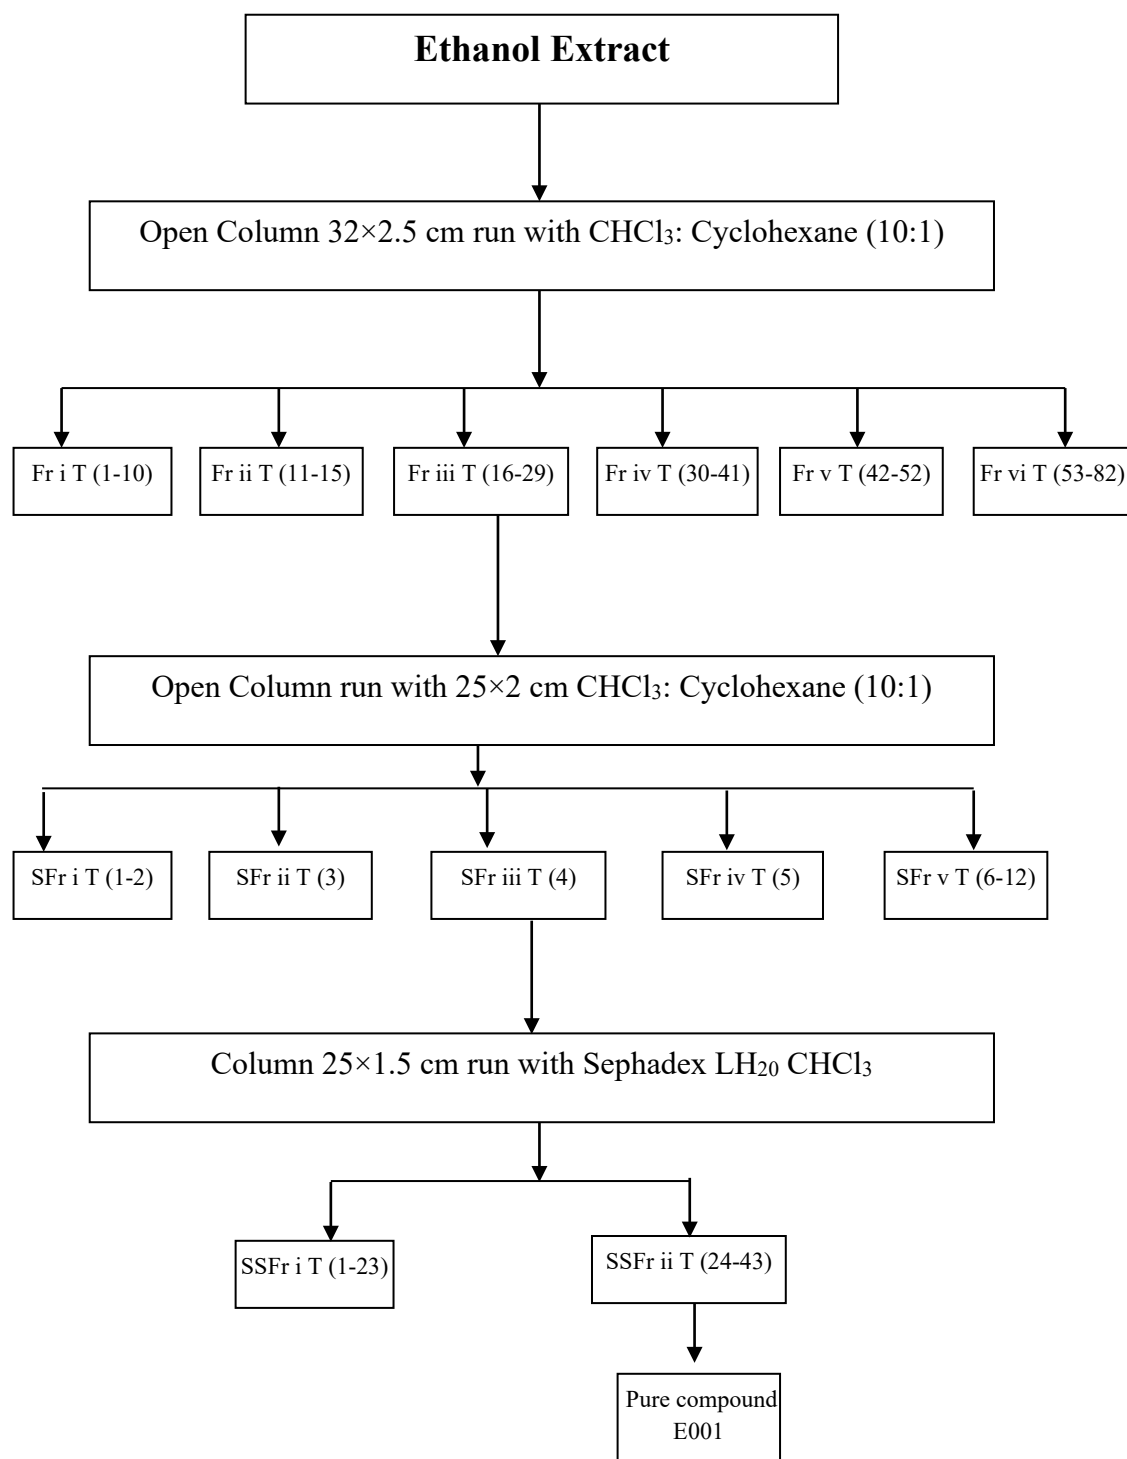 Ethanol Extract
Open Column 32×2.5 cm run with CHCl₃: Cyclohexane (10:1)
Fr i T (1-10)
Fr ii T (11-15)
Fr iii T (16-29)
Fr iv T (30-41)
Fr v T (42-52)
Fr vi T (53-82)
Open Column run with 25×2 cm CHCl₃: Cyclohexane (10:1)
SFr i T (1-2)
SFr ii T (3)
SFr iii T (4)
SFr iv T (5)
SFr v T (6-12)
Column 25×1.5 cm run with Sephadex LH₂₀ CHCl₃
SSFr i T (1-23)
SSFr ii T (24-43)
Pure compound
E001